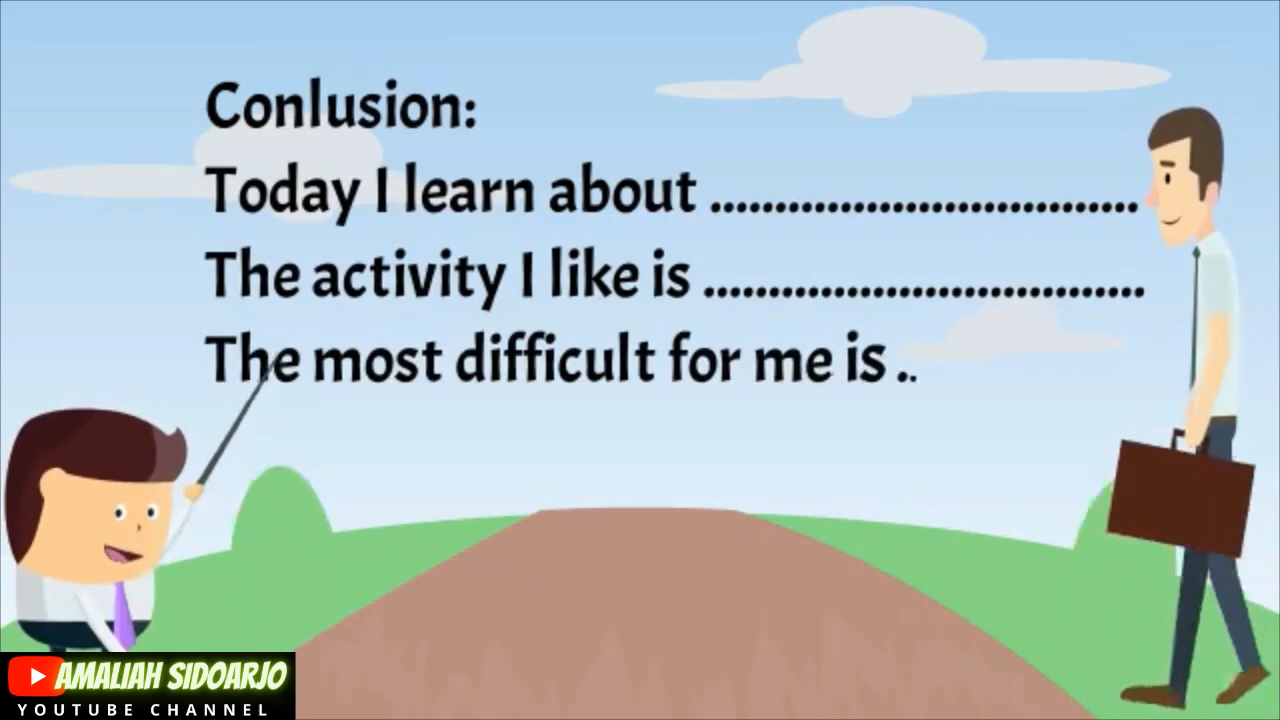 Conlusion:
Today I learn about .................................
The activity I like is ..................................
The most difficult for me is ..
AMALIAH SIDOARJO
YOUTUBE CHANNEL